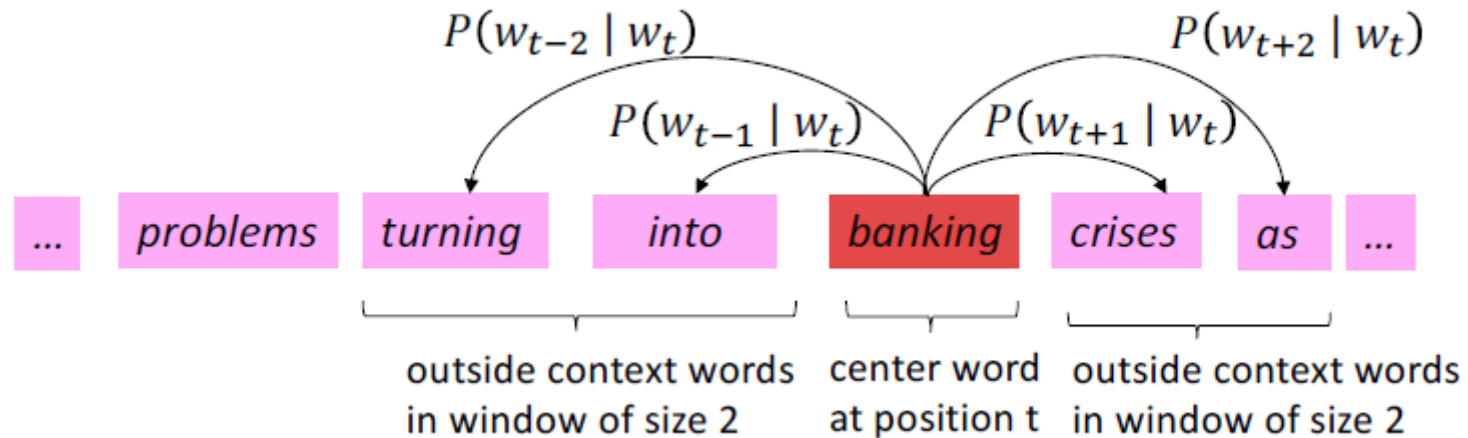 P(w_{t−2} | w_t) P(w_{t+2} | w_t)
P(w_{t−1} | w_t) P(w_{t+1} | w_t)
... problems turning into banking crises as ...
outside context words center word outside context words
in window of size 2 at position t in window of size 2